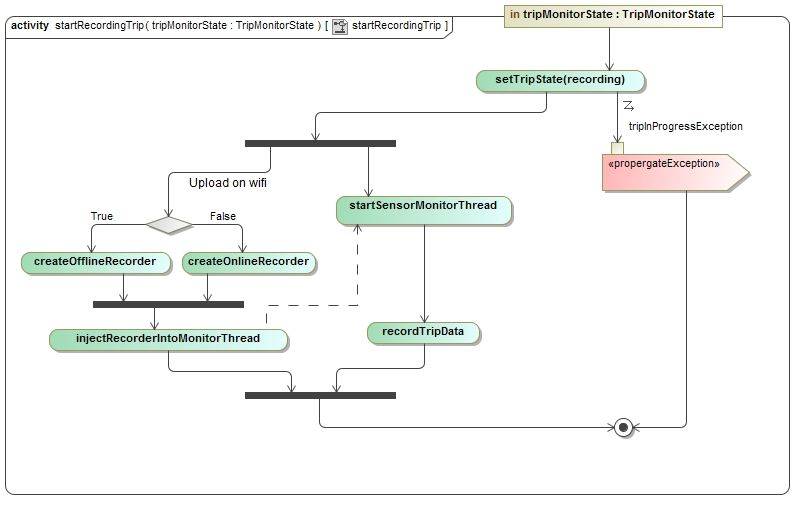 activity startRecordingTrip( tripMonitorState : TripMonitorState ) [ startRecordingTrip ]
in tripMonitorState : TripMonitorState
setTripState(recording)
tripInProgressException
«propergateException»
Upload on wifi
startSensorMonitorThread
True
False
createOfflineRecorder
createOnlineRecorder
injectRecorderIntoMonitorThread
recordTripData